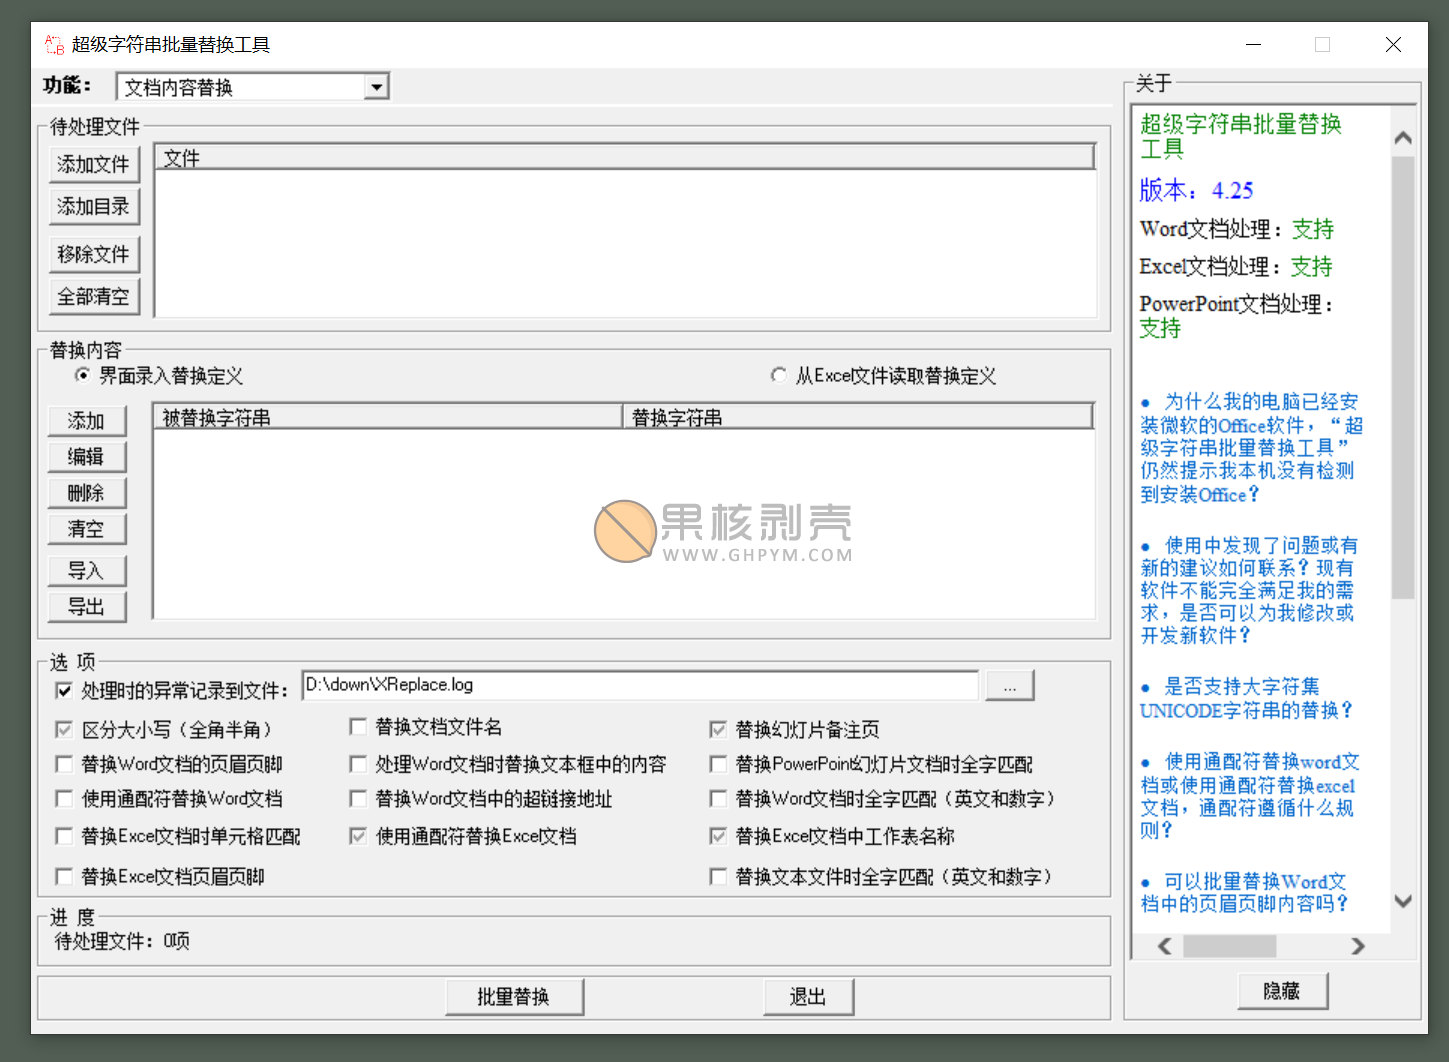 超级字符串批量替换工具
功能：
文档内容替换
待处理文件
添加文件
添加目录
移除文件
全部清空
文件
替换内容
界面录入替换定义
从Excel文件读取替换定义
添加
编辑
删除
清空
导入
导出
被替换字符串
替换字符串
果核剥壳
WWW.GHPYM.COM
选 项
处理时的异常记录到文件：
D:\down\XReplace.log
...
区分大小写（全角半角）
替换文档文件名
替换幻灯片备注页
替换Word文档的页眉页脚
处理Word文档时替换文本框中的内容
替换PowerPoint幻灯片文档时全字匹配
使用通配符替换Word文档
替换Word文档中的超链接地址
替换Word文档时全字匹配（英文和数字）
替换Excel文档时单元格匹配
使用通配符替换Excel文档
替换Excel文档中工作表名称
替换Excel文档页眉页脚
替换文本文件时全字匹配（英文和数字）
进 度
待处理文件：0项
批量替换
退出
关于
超级字符串批量替换
工具
版本：4.25
Word文档处理：支持
Excel文档处理：支持
PowerPoint文档处理：
支持
• 为什么我的电脑已经安
装微软的Office软件，“超
级字符串批量替换工具”
仍然提示我本机没有检测
到安装Office？
• 使用中发现了问题或有
新的建议如何联系？现有
软件不能完全满足我的需
求，是否可以为我修改或
开发新软件？
• 是否支持大字符集
UNICODE字符串的替换？
• 使用通配符替换word文
档或使用通配符替换excel
文档，通配符遵循什么规
则？
• 可以批量替换Word文
档中的页眉页脚内容吗？
隐藏